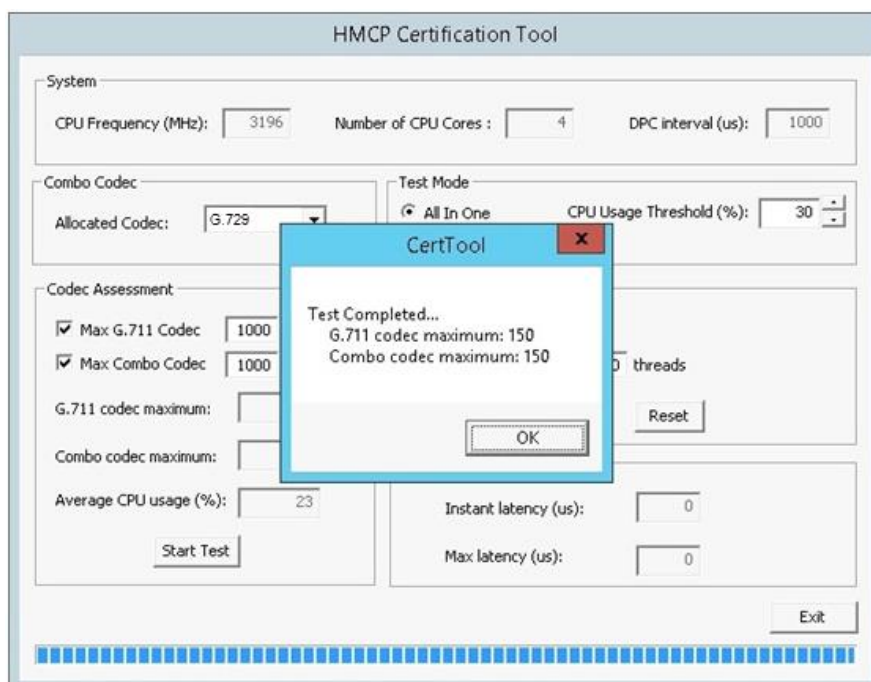 HMCP Certification Tool
System
CPU Frequency (MHz): 3196 Number of CPU Cores : 4 DPC interval (us): 1000
Combo Codec
Allocated Codec: G.729
Test Mode
All In One CPU Usage Threshold (%): 30
CertTool
x
Test Completed...
G.711 codec maximum: 150
Combo codec maximum: 150
OK
Codec Assessment
Max G.711 Codec 1000
Max Combo Codec 1000
G.711 codec maximum:
Combo codec maximum:
Average CPU usage (%): 23
Start Test
threads
Reset
Instant latency (us): 0
Max latency (us): 0
Exit